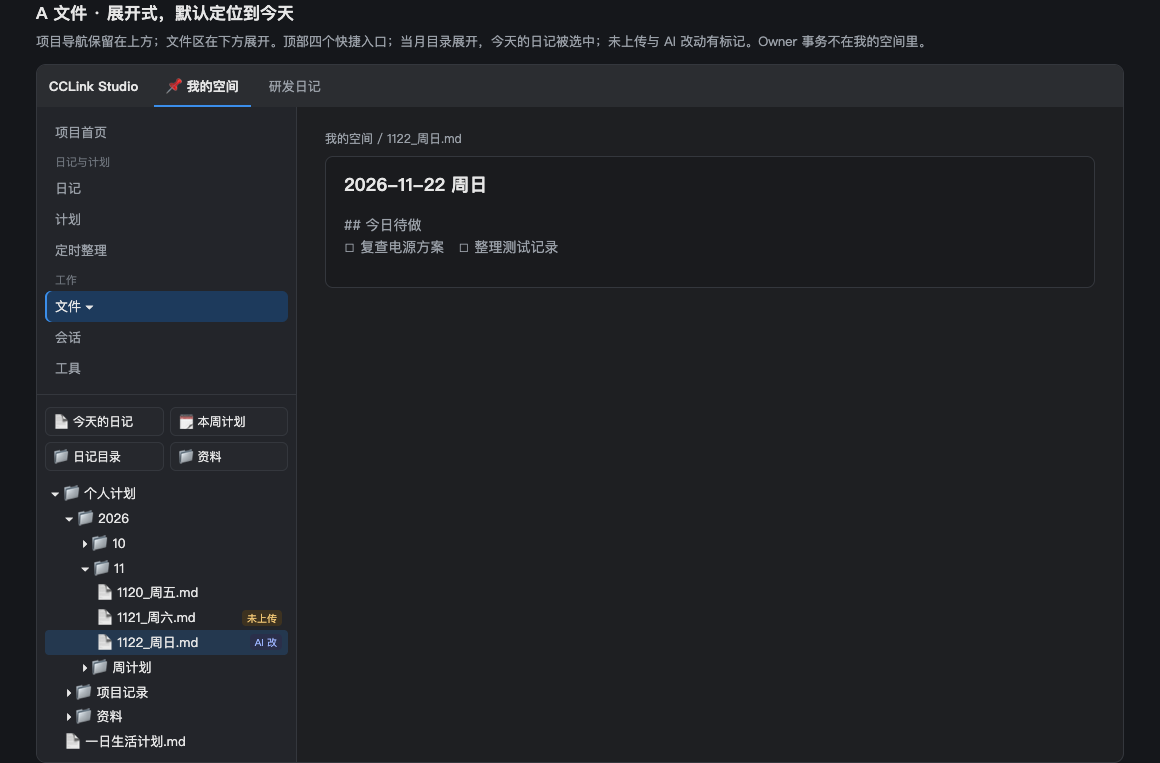 A 文件 · 展开式，默认定位到今天
项目导航保留在上方；文件区在下方展开。顶部四个快捷入口；当月目录展开，今天的日记被选中；未上传与 AI 改动有标记。Owner 事务不在我的空间里。
CCLink Studio 我的空间 研发日记
项目首页
日记与计划
日记
计划
定时整理
工作
文件
会话
工具
我的空间 / 1122_周日.md
2026-11-22 周日
## 今日待做
□ 复查电源方案 □ 整理测试记录
今天的日记 本周计划
日记目录 资料
个人计划
2026
10
11
1120_周五.md
1121_周六.md 未上传
1122_周日.md AI 改
周计划
项目记录
资料
一日生活计划.md